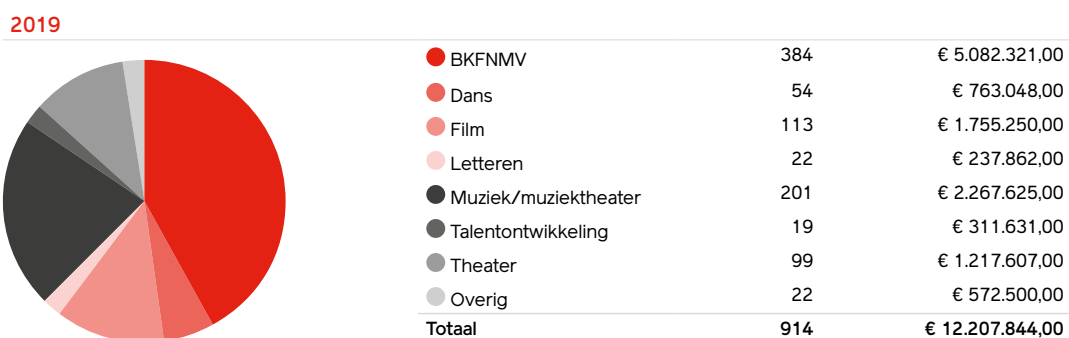 2019
BKFNMV 384 € 5.082.321,00
Dans 54 € 763.048,00
Film 113 € 1.755.250,00
Letteren 22 € 237.862,00
Muziek/muziektheater 201 € 2.267.625,00
Talentontwikkeling 19 € 311.631,00
Theater 99 € 1.217.607,00
Overig 22 € 572.500,00
Totaal 914 € 12.207.844,00